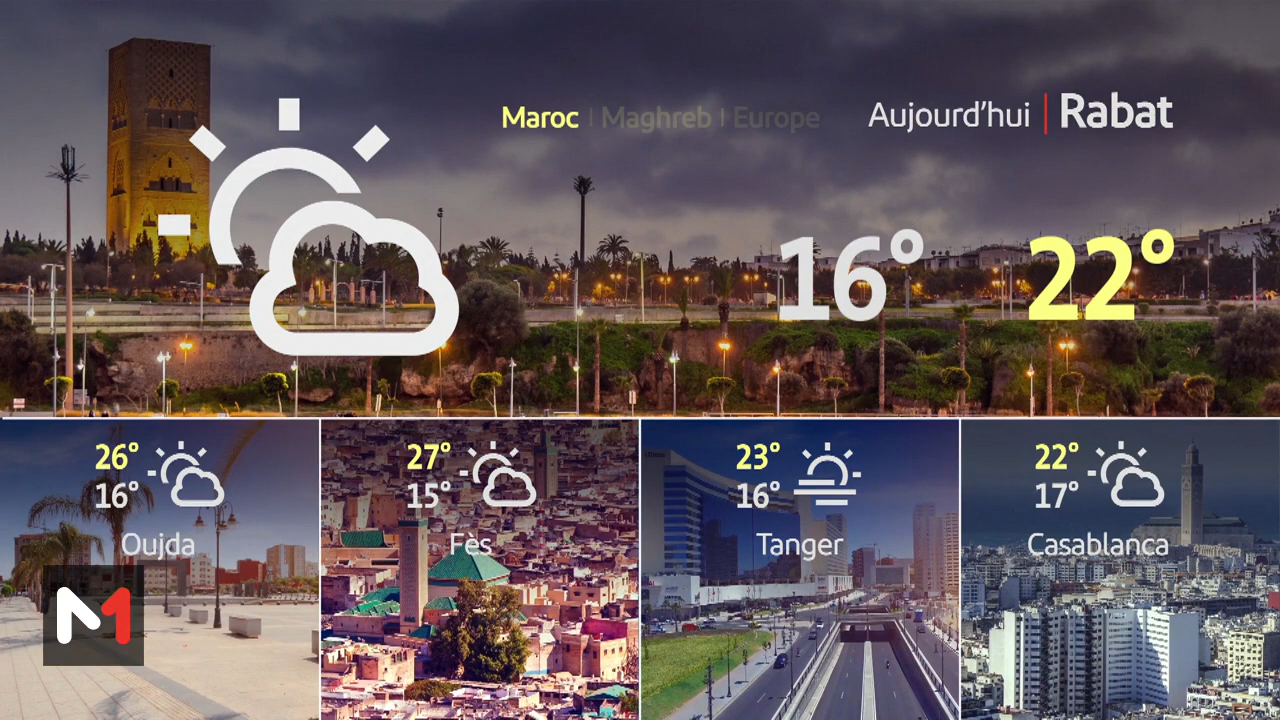 Maroc | Maghreb | Europe
Aujourd'hui | Rabat
16° 22°
26°
16°
Oujda
27°
15°
Fès
23°
16°
Tanger
22°
17°
Casablanca
M1